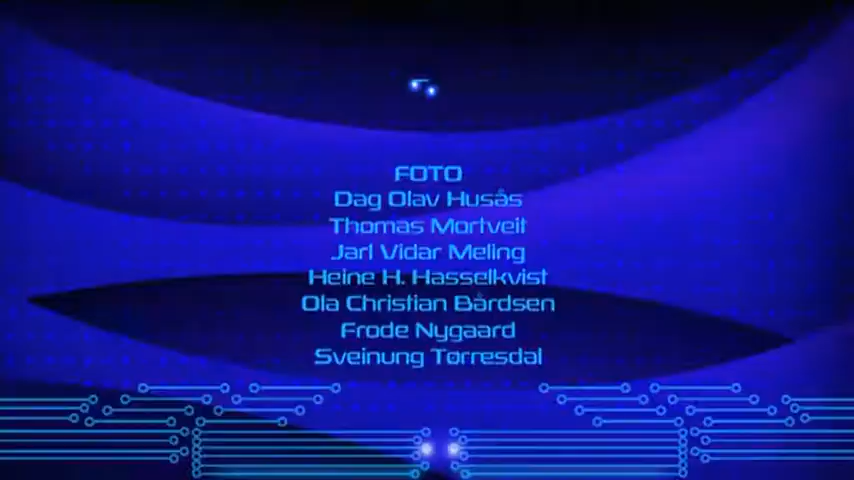 FOTO
Dag Olav Husås
Thomas Mortveit
Jarl Vidar Meling
Heine H. Hasselkvist
Ola Christian Bårdsen
Frode Nygaard
Sveinung Tørresdal